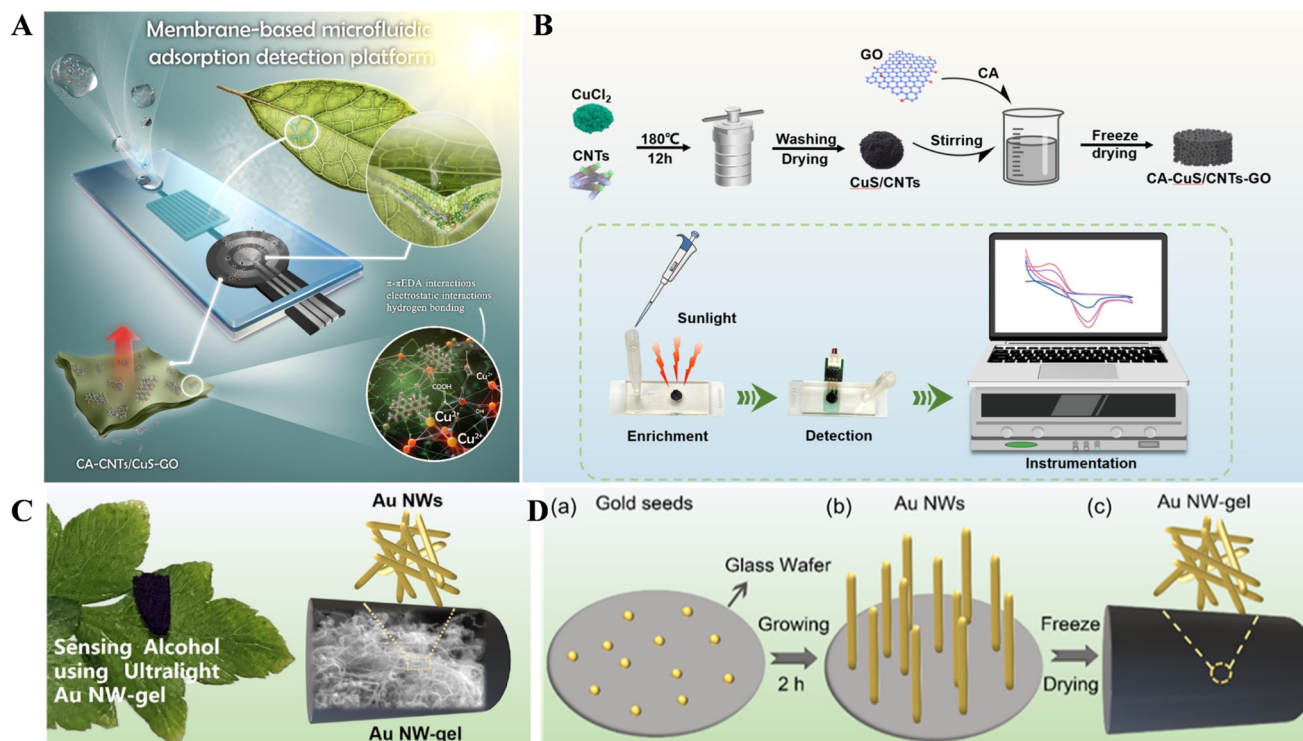 A
Membrane-based microfluidic
adsorption detection platform
π-πEDA interactions
electrostatic interactions
hydrogen bonding
COOH
Cu²⁺
OH
Cu²⁺
Cu²⁺
CA-CNTs/CuS-GO
B
GO
CA
CuCl₂
CNTs
180℃
12h
Washing
Drying
CuS/CNTs
Stirring
Freeze
drying
CA-CuS/CNTs-GO
Sunlight
Enrichment
Detection
Instrumentation
C
Au NWs
Sensing Alcohol
using Ultralight
Au NW-gel
Au NW-gel
D
(a)
Gold seeds
Glass Wafer
Growing
2 h
(b)
Au NWs
Freeze
Drying
(c)
Au NW-gel